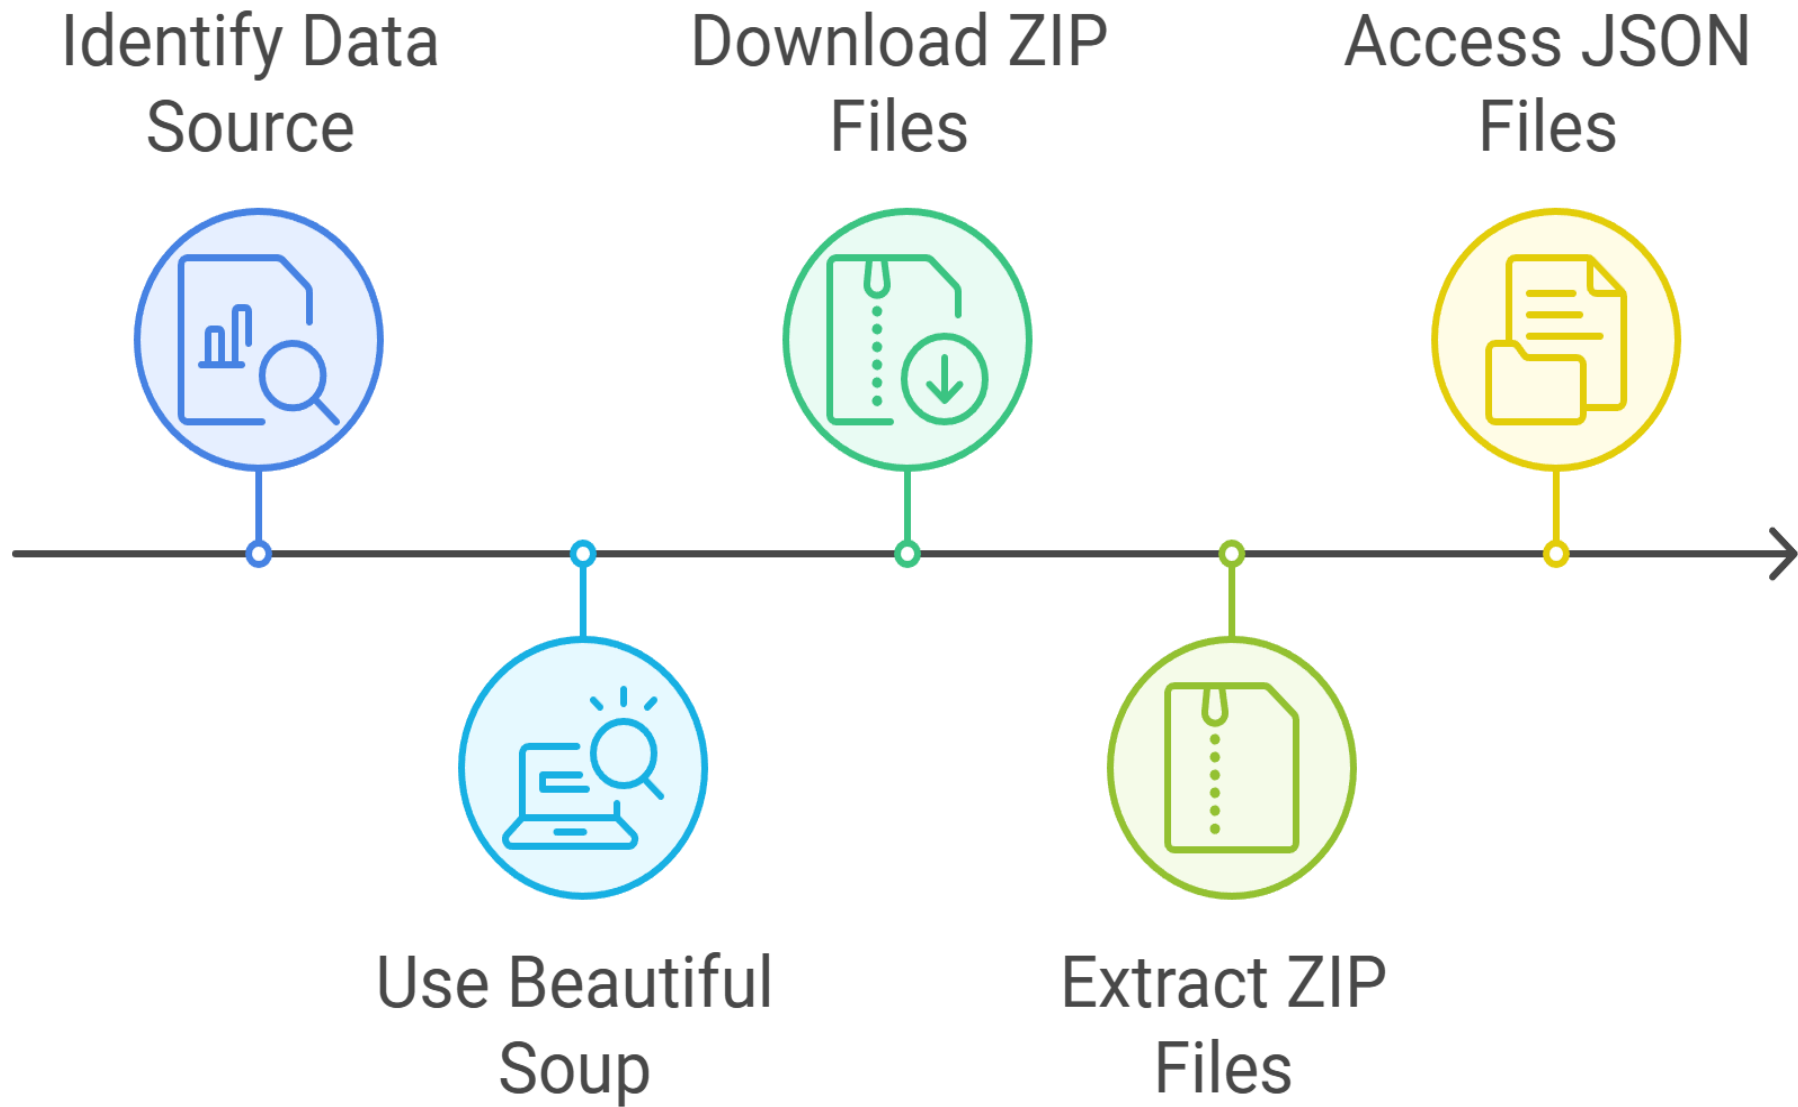 Identify Data
Source
Download ZIP
Files
Access JSON
Files
Use Beautiful
Soup
Extract ZIP
Files